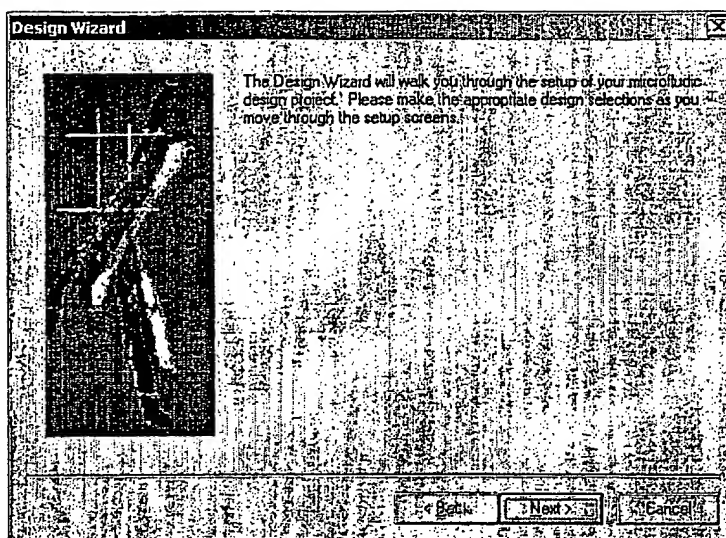 Design Wizard
The Design Wizard will walk you through the setup of your microfluidic
design project. Please make the appropriate design selections as you
move through the setup screens.
< Back
Next >
Cancel